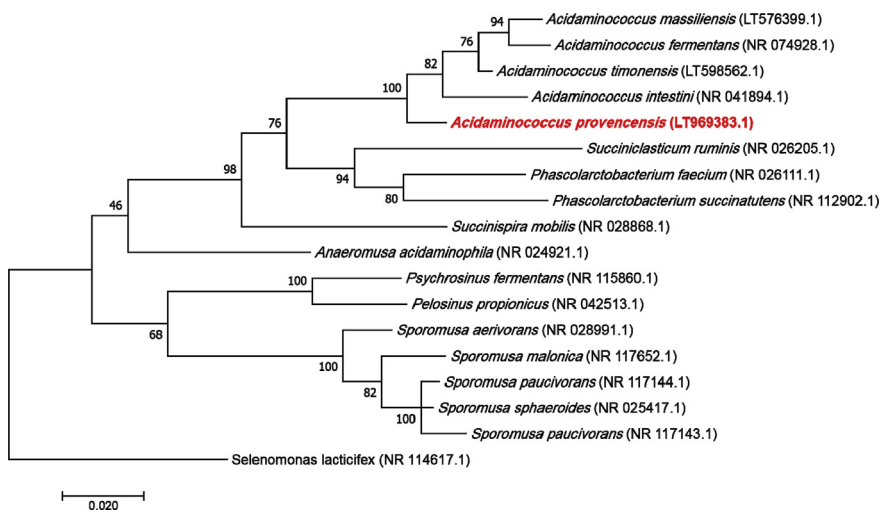 94
Acidaminococcus massiliensis (LT576399.1)
76
Acidaminococcus fermentans (NR 074928.1)
82
Acidaminococcus timonensis (LT598562.1)
100
Acidaminococcus intestini (NR 041894.1)
76
Acidaminococcus provencensis (LT969383.1)
98
Succiniclasticum ruminis (NR 026205.1)
94
Phascolarctobacterium faecium (NR 026111.1)
80
Phascolarctobacterium succinatutens (NR 112902.1)
46
Succinispira mobilis (NR 028868.1)
Anaeromusa acidaminophila (NR 024921.1)
100
Psychrosinus fermentans (NR 115860.1)
Pelosinus propionicus (NR 042513.1)
68
Sporomusa aerivorans (NR 028991.1)
100
Sporomusa malonica (NR 117652.1)
82
Sporomusa paucivorans (NR 117144.1)
Sporomusa sphaeroides (NR 025417.1)
100
Sporomusa paucivorans (NR 117143.1)
Selenomonas lacticifex (NR 114617.1)
0.020